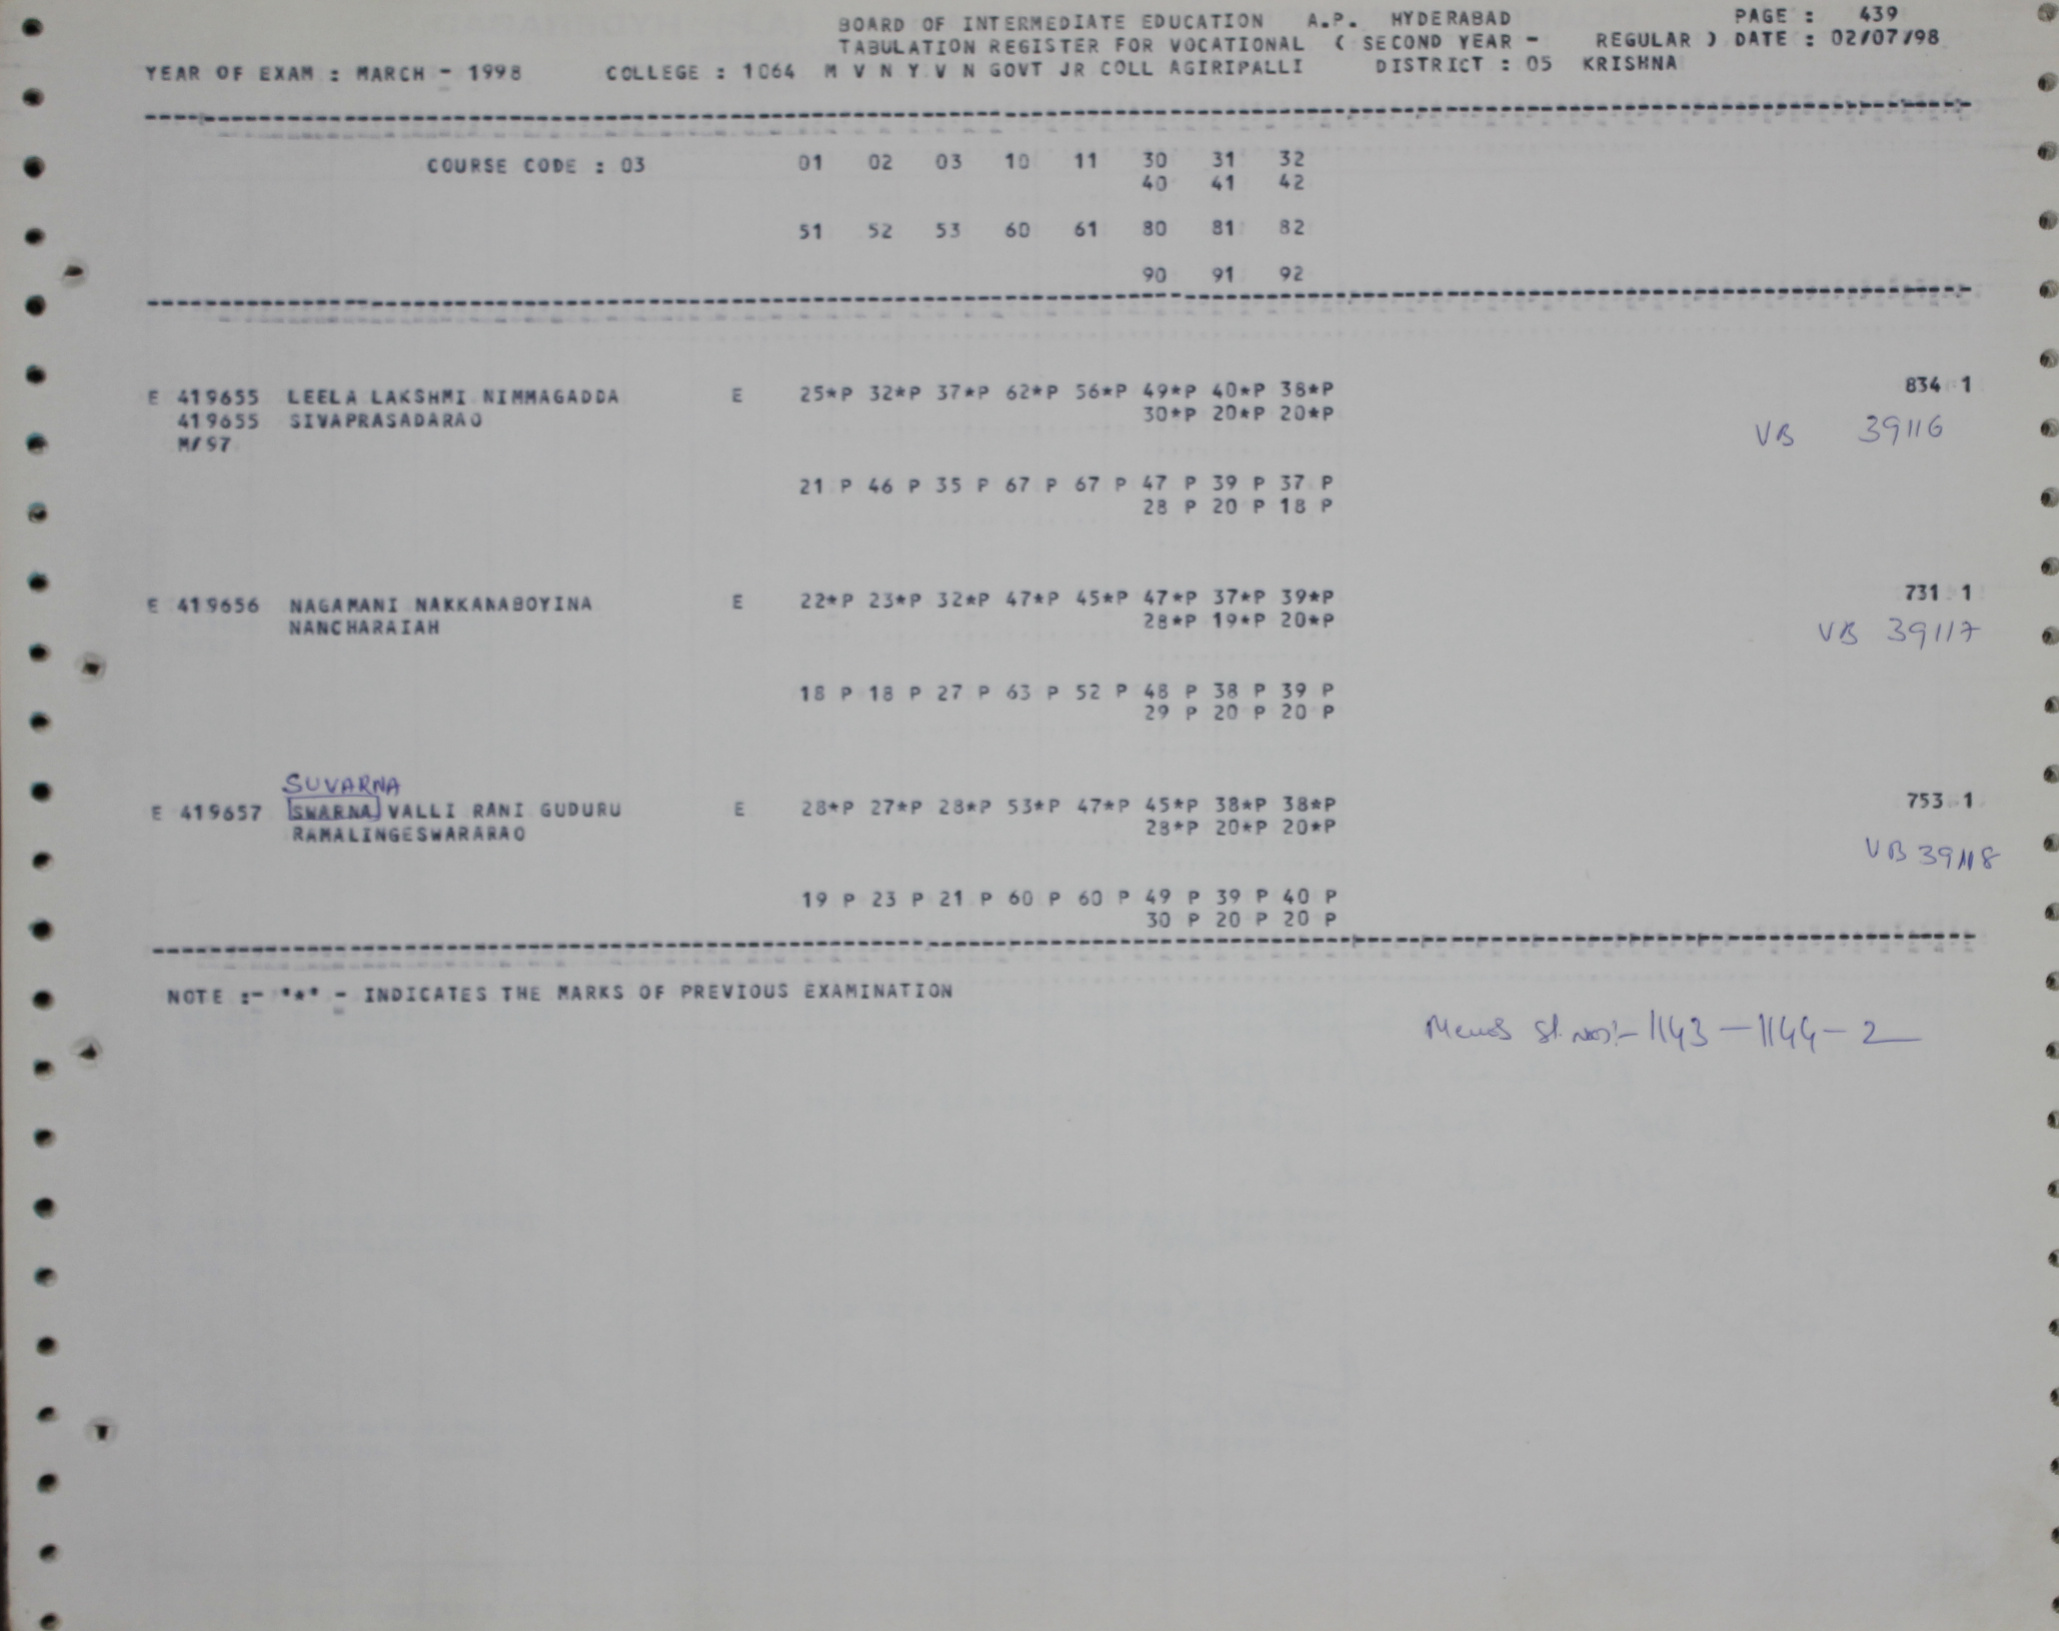 BOARD OF INTERMEDIATE EDUCATION A.P. HYDERABAD PAGE : 439
TABULATION REGISTER FOR VOCATIONAL ( SECOND YEAR - REGULAR ) DATE : 02/07/98
YEAR OF EXAM : MARCH - 1998 COLLEGE : 1064 M V N Y V N GOVT JR COLL AGIRIPALLI DISTRICT : 05 KRISHNA
COURSE CODE : 03 01 02 03 10 11 30 31 32
40 41 42
51 52 53 60 61 80 81 82
90 91 92
E 419655 LEELA LAKSHMI NIMMAGADDA E 25*P 32*P 37*P 62*P 56*P 49*P 40*P 38*P 834 1
419655 SIVAPRASADARAO 30*P 20*P 20*P
VB 39116
M/97
21 P 46 P 35 P 67 P 67 P 47 P 39 P 37 P
28 P 20 P 18 P
E 419656 NAGAMANI NAKKANABOYINA E 22*P 23*P 32*P 47*P 45*P 47*P 37*P 39*P 731 1
NANCHARAIAH 28*P 19*P 20*P VB 39117
18 P 18 P 27 P 63 P 52 P 48 P 38 P 39 P
29 P 20 P 20 P
SUVARNA
E 419657 SWARNA VALLI RANI GUDURU E 28*P 27*P 28*P 53*P 47*P 45*P 38*P 38*P 753 1
RAMALINGESWARARAO 28*P 20*P 20*P
VB 39118
19 P 23 P 21 P 60 P 60 P 49 P 39 P 40 P
30 P 20 P 20 P
NOTE :- "*" - INDICATES THE MARKS OF PREVIOUS EXAMINATION
Sl. Nos:- 1143 - 1144 - 2